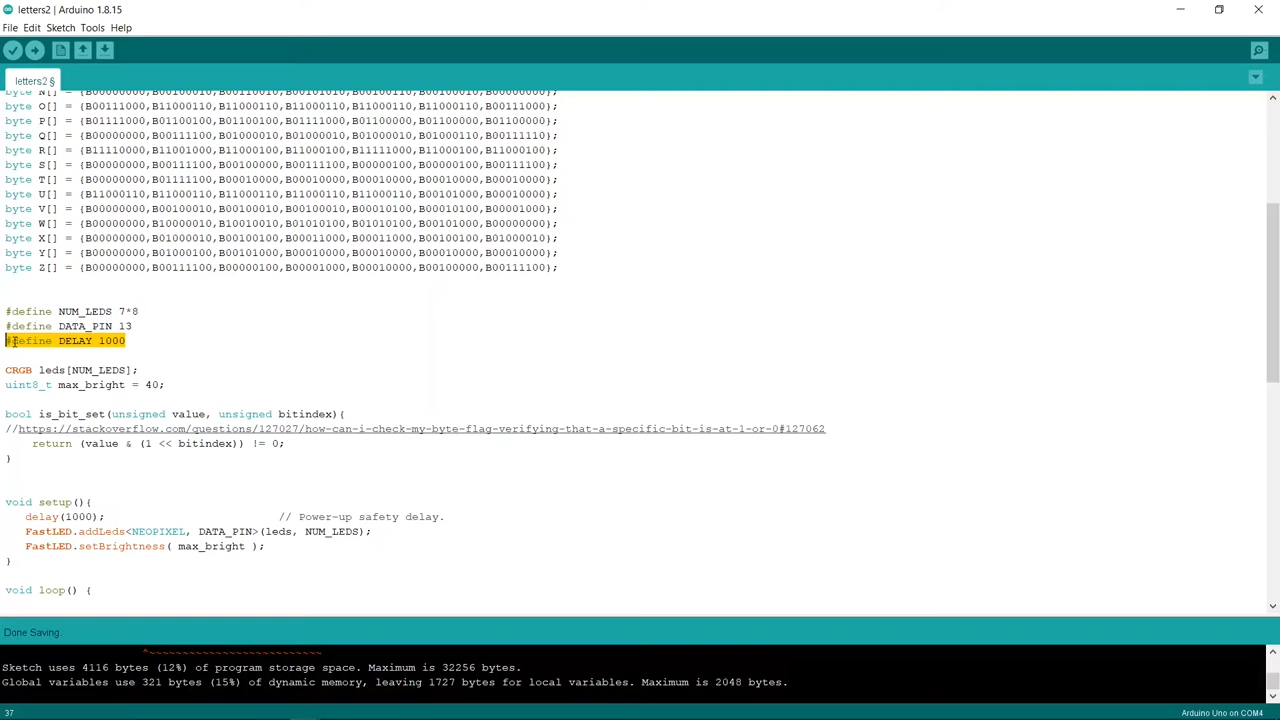 letters2 | Arduino 1.8.15
File Edit Sketch Tools Help
letters2 §
byte N[] = {B00000000,B00100010,B00110010,B00101010,B00101010,B00100010,B00000000};
byte O[] = {B00111000,B11000110,B11000110,B11000110,B11000110,B11000110,B00111000};
byte P[] = {B01111000,B01100100,B01100100,B01111000,B01100000,B01100000,B01100000};
byte Q[] = {B00000000,B00111100,B01000010,B01000010,B01000010,B01000110,B00111110};
byte R[] = {B11110000,B11001000,B11000100,B11000100,B11111000,B11000100,B11000100};
byte S[] = {B00000000,B00111100,B00100000,B00111100,B00000100,B00000100,B00111100};
byte T[] = {B00000000,B01111100,B00010000,B00010000,B00010000,B00010000,B00010000};
byte U[] = {B11000110,B11000110,B11000110,B11000110,B11000110,B00101000,B00010000};
byte V[] = {B00000000,B00100010,B00100010,B00100010,B00010100,B00010100,B00001000};
byte W[] = {B00000000,B10000010,B10010010,B01010100,B01010100,B00101000,B00000000};
byte X[] = {B00000000,B01000010,B00100100,B00011000,B00011000,B00100100,B01000010};
byte Y[] = {B00000000,B01000100,B00101000,B00010000,B00010000,B00010000,B00010000};
byte Z[] = {B00000000,B00111100,B00000100,B00001000,B00010000,B00100000,B00111100};
#define NUM_LEDS 7*8
#define DATA_PIN 13
#define DELAY 1000
CRGB leds[NUM_LEDS];
uint8_t max_bright = 40;
bool is_bit_set(unsigned value, unsigned bitindex){
//https://stackoverflow.com/questions/127027/how-can-i-check-my-byte-flag-verifying-that-a-specific-bit-is-at-1-or-0#127062
return (value & (1 << bitindex)) != 0;
}
void setup(){
delay(1000); // Power-up safety delay.
FastLED.addLeds<NEOPIXEL, DATA_PIN>(leds, NUM_LEDS);
FastLED.setBrightness( max_bright );
}
void loop() {
Done Saving.
^~~~~~~~~~~~~~~~~~~~~~~~~~~
Sketch uses 4116 bytes (12%) of program storage space. Maximum is 32256 bytes.
Global variables use 321 bytes (15%) of dynamic memory, leaving 1727 bytes for local variables. Maximum is 2048 bytes.
37 Arduino Uno on COM4